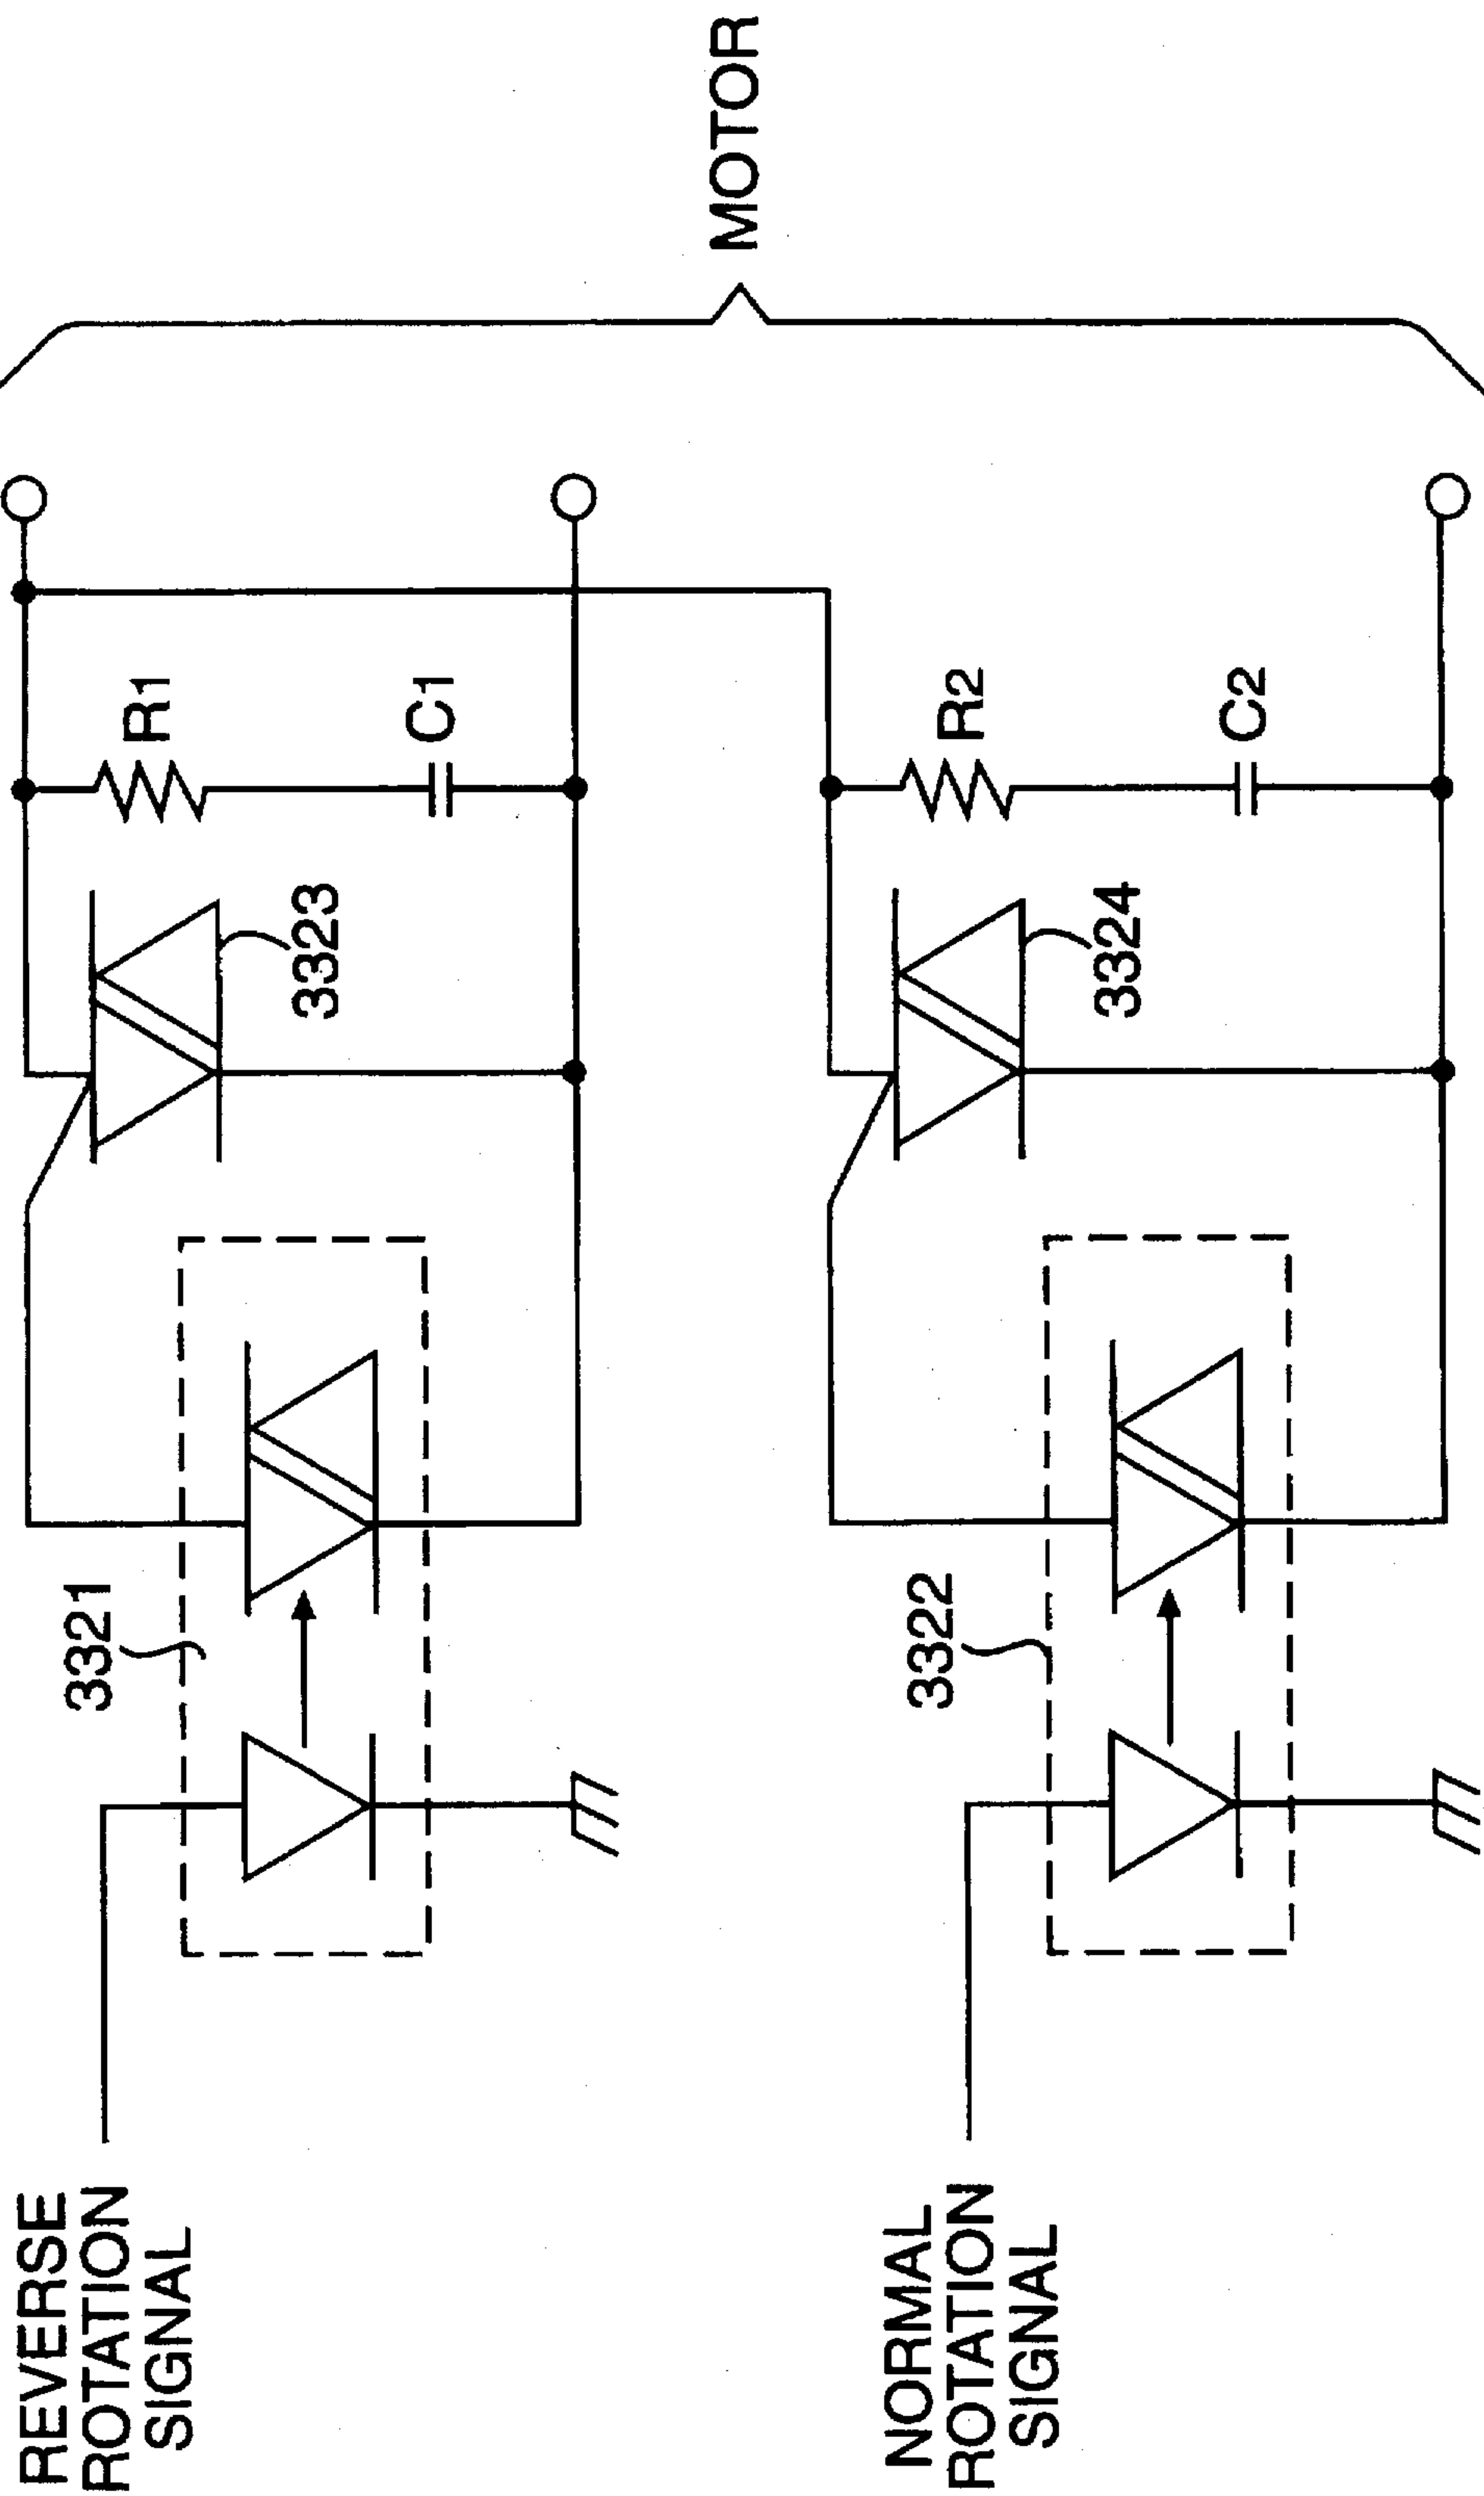 REVERSE
ROTATION
SIGNAL
3321
3323
R1
C1
NORMAL
ROTATION
SIGNAL
3322
3324
R2
C2
MOTOR